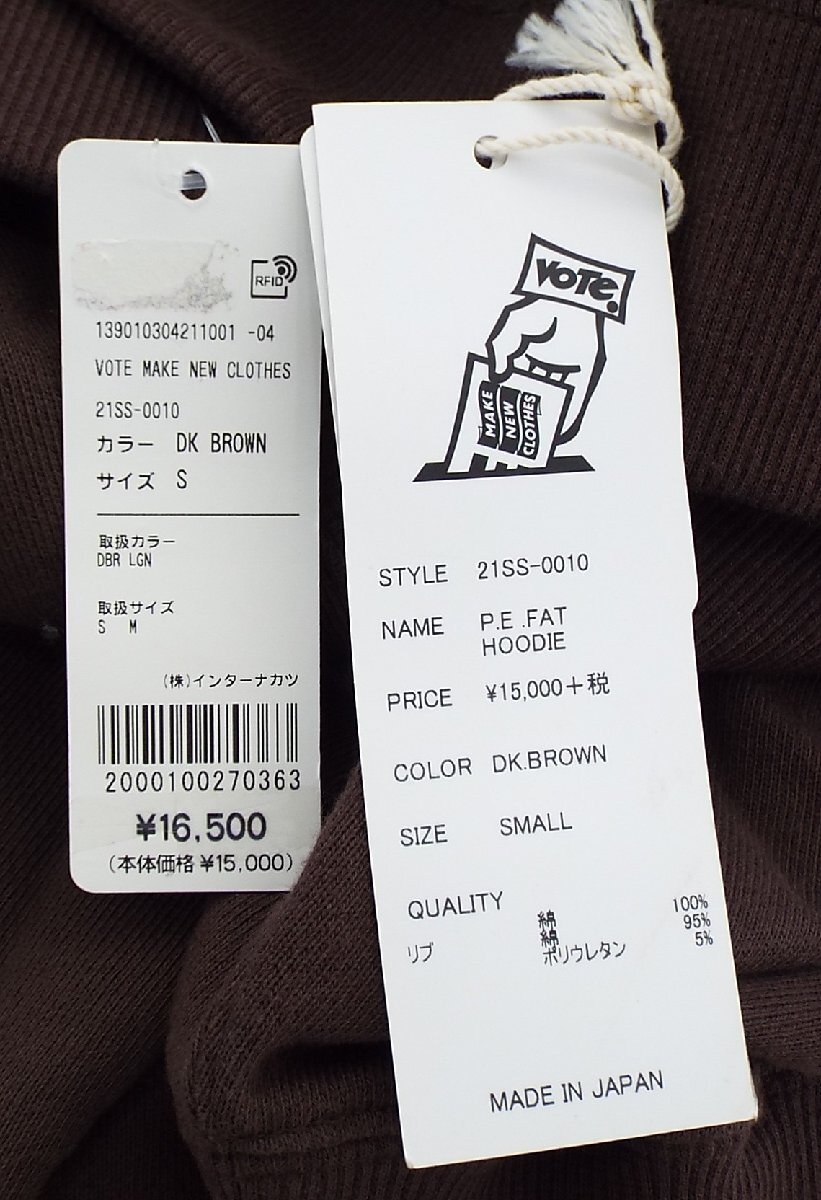 RFID
139010304211001 -04
VOTE MAKE NEW CLOTHES
21SS-0010
カラー DK BROWN
サイズ S
取扱カラー
DBR LGN
取扱サイズ
S M
(株)インターナカツ
2000100270363
¥16,500
(本体価格 ¥15,000)
VOTE.
MAKE
NEW
CLOTHES
STYLE 21SS-0010
NAME P.E .FAT
HOODIE
PRICE ¥15,000+税
COLOR DK.BROWN
SIZE SMALL
QUALITY
綿 100%
リブ 綿 95%
ポリウレタン 5%
MADE IN JAPAN